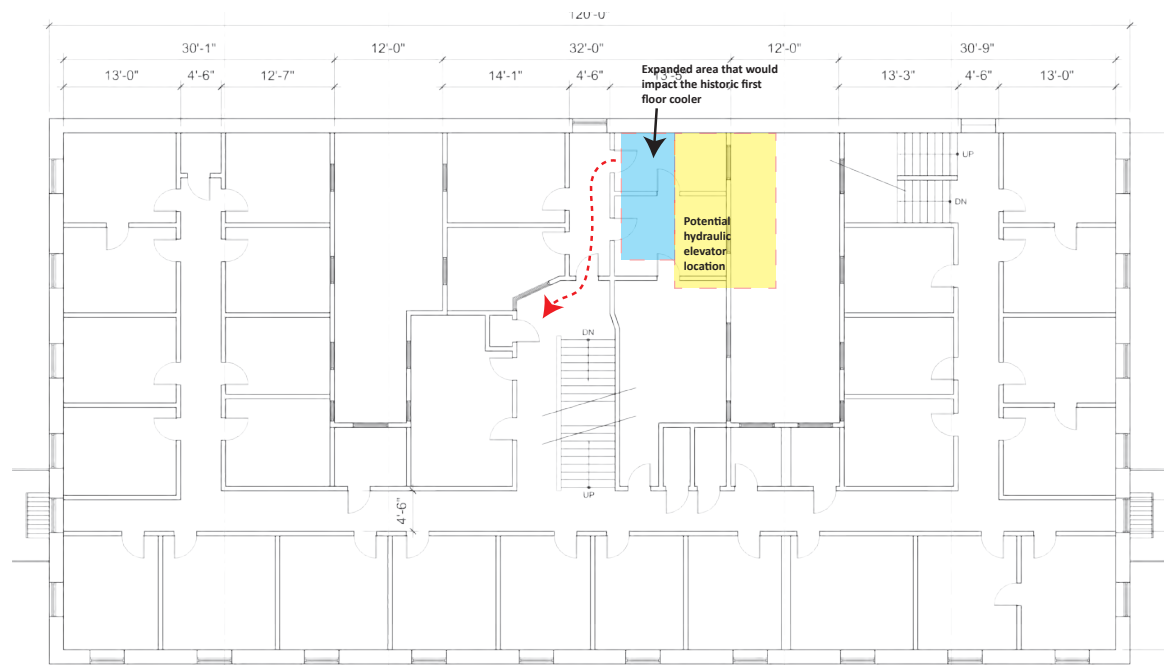 120'-0"
30'-1" 12'-0" 32'-0" 12'-0" 30'-9"
13'-0" 4'-6" 12'-7" 14'-1" 4'-6" 13'-5" 13'-3" 4'-6" 13'-0"
Expanded area that would
impact the historic first
floor cooler
UP
DN
Potential
hydraulic
elevator
location
DN
UP
4'-6"